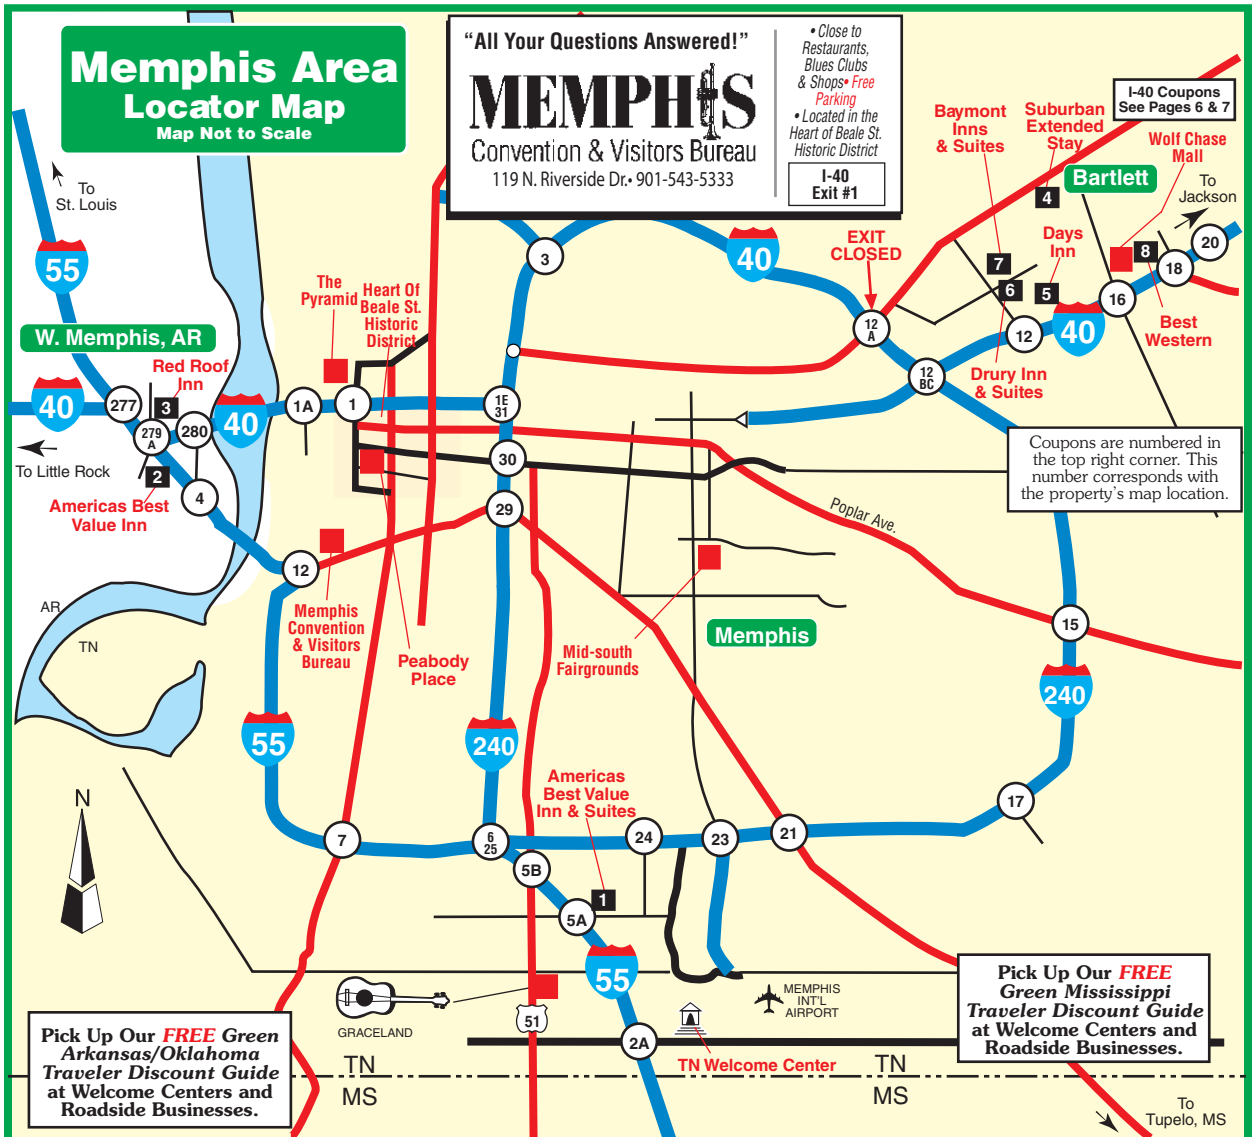 Memphis Area
Locator Map
Map Not to Scale
“All Your Questions Answered!”
MEMPHIS
Convention & Visitors Bureau
119 N. Riverside Dr.• 901-543-5333
• Close to
Restaurants,
Blues Clubs
& Shops• Free
Parking
• Located in the
Heart of Beale St.
Historic District
I-40
Exit #1
I-40 Coupons
See Pages 6 & 7
Baymont
Inns
& Suites
Suburban
Extended
Stay
Wolf Chase
Mall
Bartlett
To
Jackson
To
St. Louis
55
4
20
40
EXIT
CLOSED
Days
Inn
3
7
8
18
6
5
16
The
Pyramid
Heart Of
Beale St.
Historic
District
W. Memphis, AR
12
A
12
40
Best
Western
Red Roof
Inn
Drury Inn
& Suites
12
BC
40
277
3
279
A
280
40
1A
1
1E
31
To Little Rock
30
Coupons are numbered in
the top right corner. This
number corresponds with
the property’s map location.
2
Americas Best
Value Inn
4
29
Poplar Ave.
12
AR
TN
Memphis
Convention
& Visitors
Bureau
Peabody
Place
Mid-south
Fairgrounds
Memphis
15
240
55
240
N
Americas
Best Value
Inn & Suites
17
7
6
25
24
23
21
5B
1
5A
55
GRACELAND
51
MEMPHIS
INT’L
AIRPORT
2A
TN Welcome Center
TN
MS
TN
MS
Pick Up Our FREE Green
Arkansas/Oklahoma
Traveler Discount Guide
at Welcome Centers and
Roadside Businesses.
Pick Up Our FREE
Green Mississippi
Traveler Discount Guide
at Welcome Centers and
Roadside Businesses.
To
Tupelo, MS